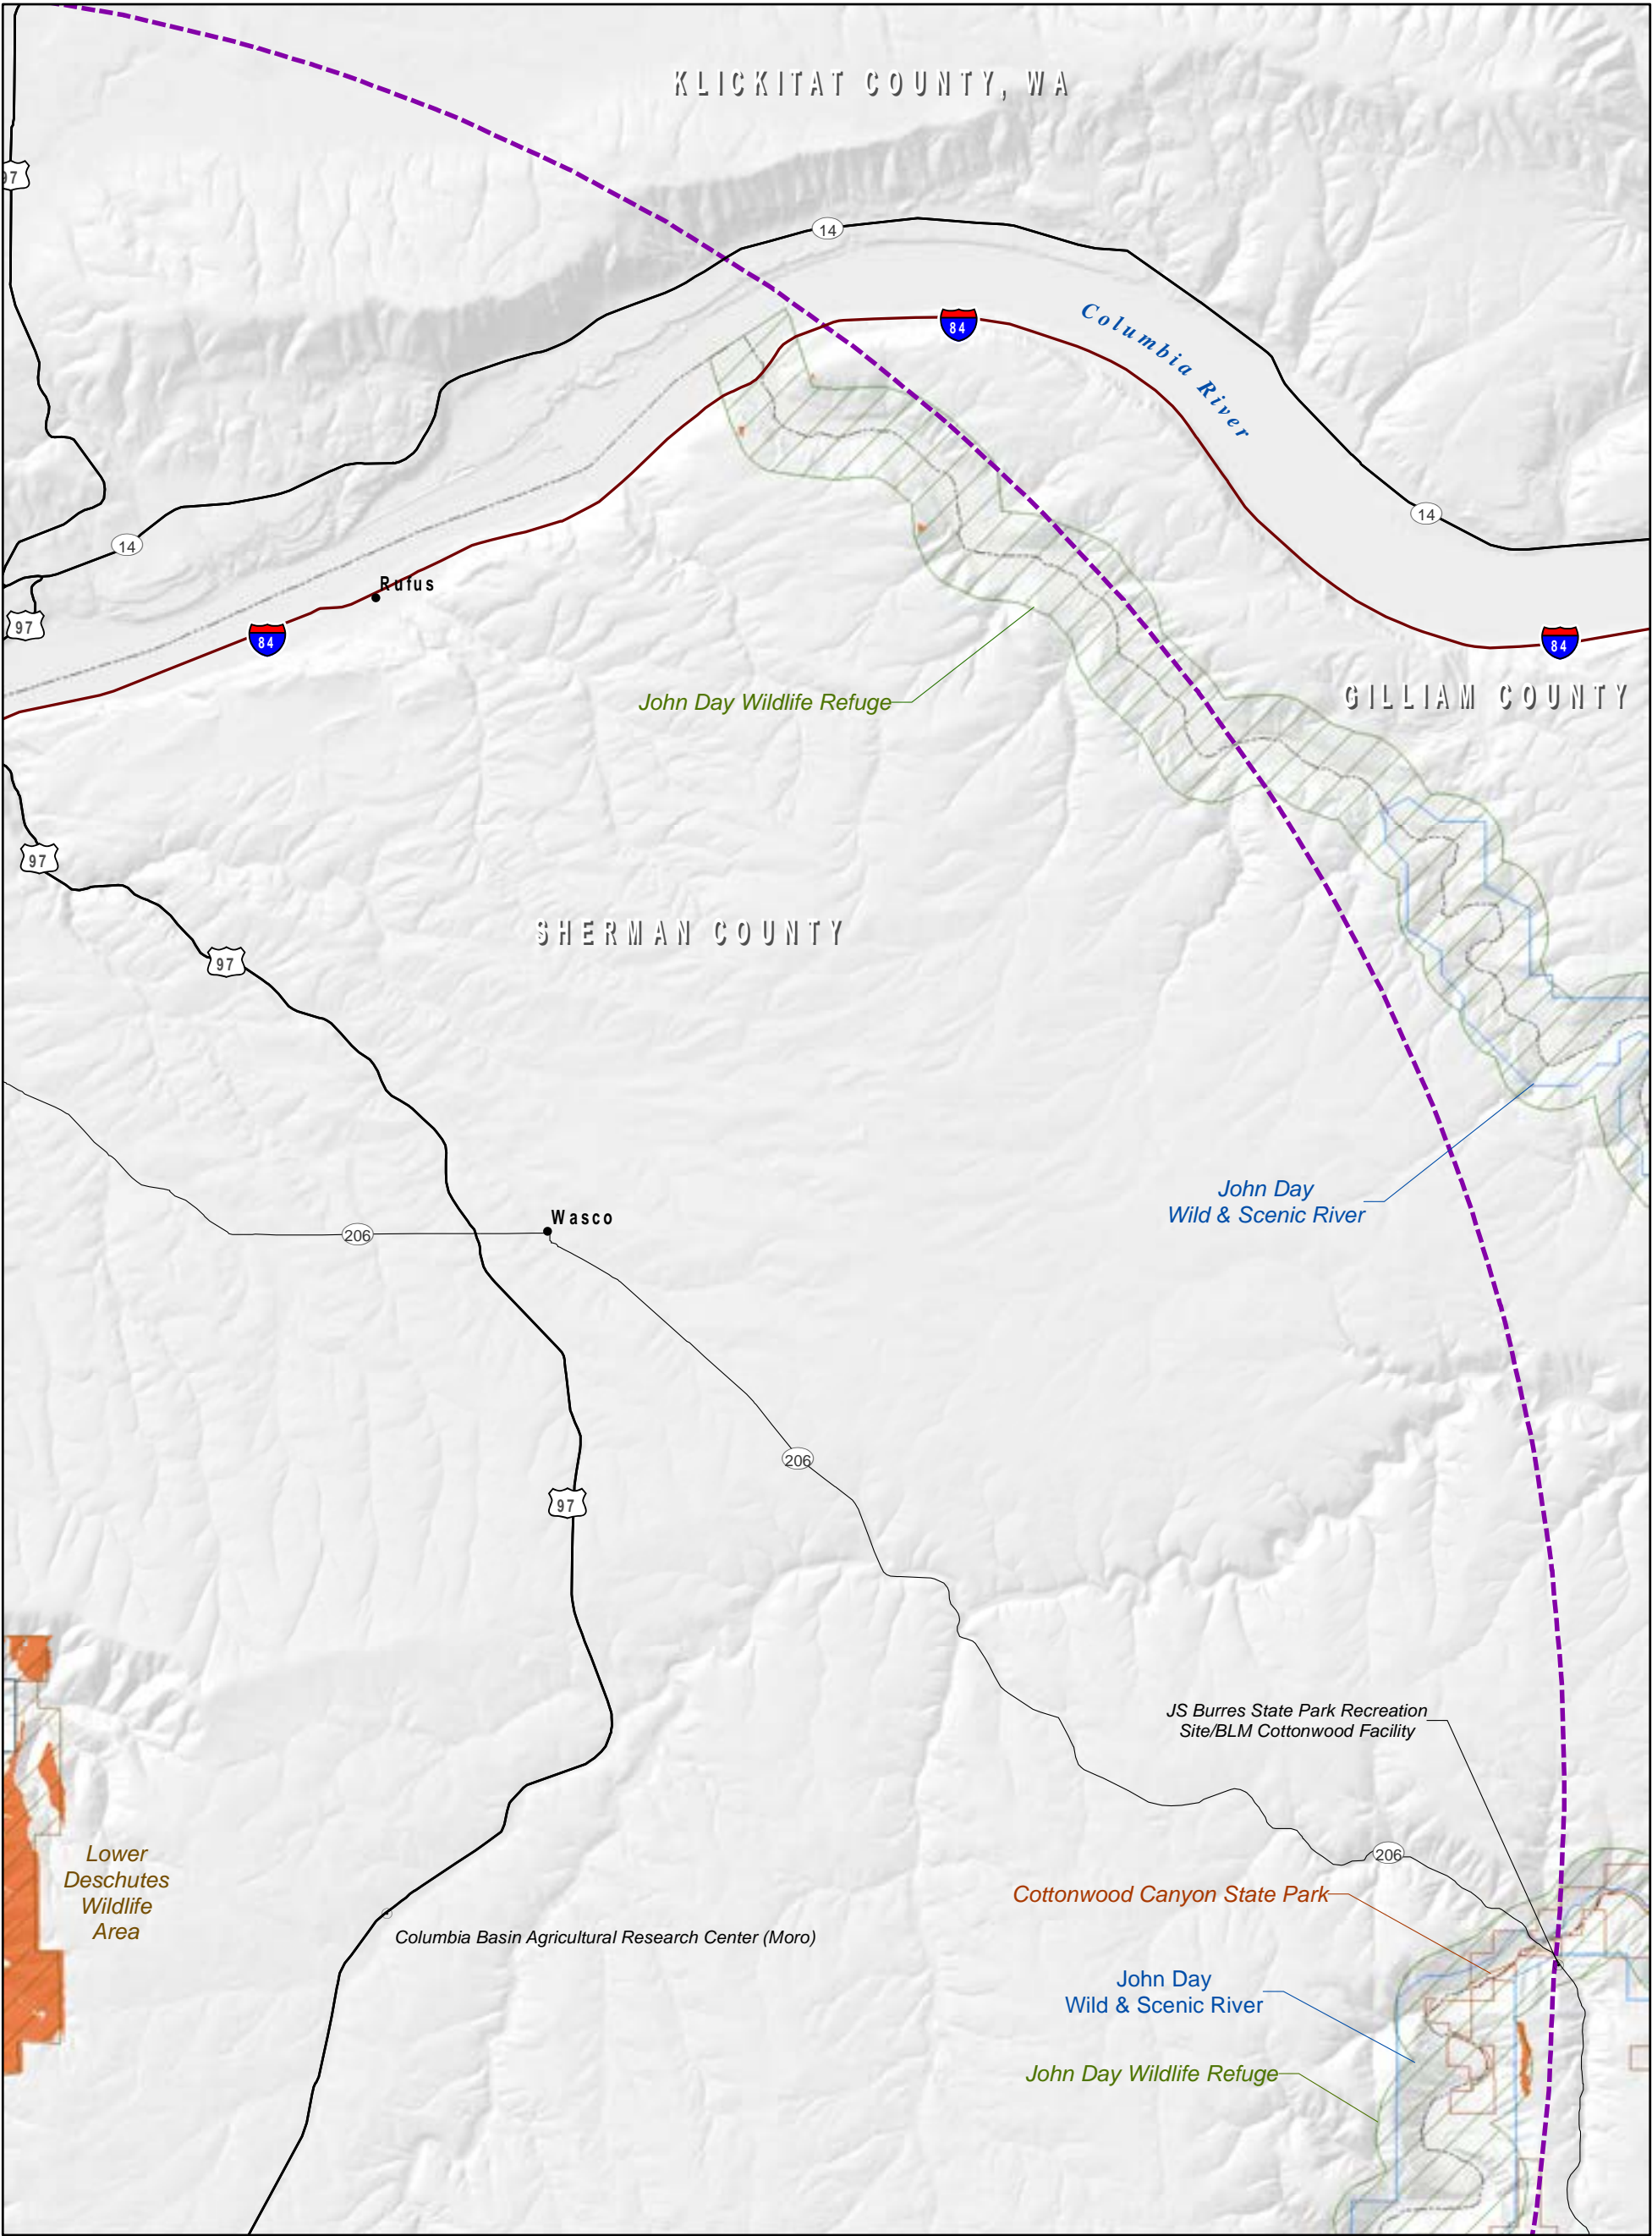 KLICKITAT COUNTY, WA
97
14
84
Columbia River
14
14
Rufus
97
84
84
John Day Wildlife Refuge
GILLIAM COUNTY
97
SHERMAN COUNTY
97
John Day
Wild & Scenic River
Wasco
206
206
97
JS Burres State Park Recreation
Site/BLM Cottonwood Facility
Lower
Deschutes
Wildlife
Area
206
Cottonwood Canyon State Park
Columbia Basin Agricultural Research Center (Moro)
John Day
Wild & Scenic River
John Day Wildlife Refuge